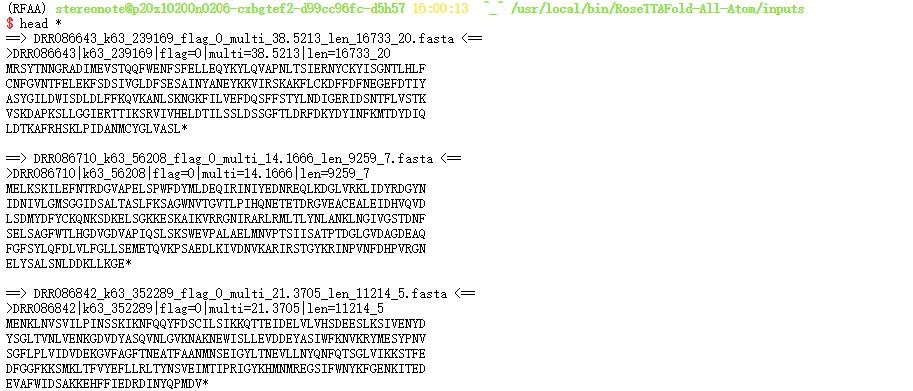 (RFAA) stereonote@p20z10200n0206-cxbgtef2-d99cc96fc-d5h57 16:00:13 ^_^ /usr/local/bin/RoseTTAFold-All-Atom/inputs
$ head *
==> DRR086643_k63_239169_flag_0_multi_38.5213_len_16733_20.fasta <==
>DRR086643|k63_239169|flag=0|multi=38.5213|len=16733_20
MRSYTNNGRADIMEVSTQQFWENFSFELLEQYKYLQVAPNLTSIERNYCKYISGNTLHLF
CNFGVNTFELEKFSDSIVGLDFSESAINYANEYKKVIRSKAKFLCKDFFDFNEGEFDTIY
ASYGILDWISDLDLFFKQVKANLSKNGKFILVEFDQSFFSTYLNDIGERIDSNTFLVSTK
VSKDAPKSLLGGIERTTIKSRVIVHELDTILSSLDSSGFTLDRFDKYDYINFKMTDYDIQ
LDTKAFRHSKLPIDANMCYGLVASL*
==> DRR086710_k63_56208_flag_0_multi_14.1666_len_9259_7.fasta <==
>DRR086710|k63_56208|flag=0|multi=14.1666|len=9259_7
MELKSKILEFNTRDGVAPELSPWFDYMLDEQIRINIYEDNREQLKDGLVRKLIDYRDGYN
IDNIVLGMSGGIDSALTASLFKSAGWNVTGVTLPIHQNETETDRGVEACEALEIDHVQVD
LSDMYDFYCKQNKSDKELSGKKESKAIKVRRGNIRARLRMLTLYNLANKLNGIVGSTDNF
SELSAGFWTLHGDVGDVAPIQSLSKSWEVPALAELMNVPTSIISATPTDGLGVDAGDEAQ
FGFSYLQFDLVLFGLLSEMETQVKPSAEDLKIVDNVKARIRSTGYKRINPVNFDHPVRGN
ELYSALSNLDDKLLKGE*
==> DRR086842_k63_352289_flag_0_multi_21.3705_len_11214_5.fasta <==
>DRR086842|k63_352289|flag=0|multi=21.3705|len=11214_5
MENKLNVSVILPINSSKIKNFQQYFDSCILSIKKQTTEIDELVLVHSDEESLKSIVENYD
YSGLTVNLVENKGDVDYASQVNLGVKNAKNEWISLLEVDDEYASIWFKNVKRYMESYPNV
SGFLPLVIDVDEKGVFAGFTNEATFAANMNSEIGYLTNEVLLNYQNFQTSGLVIKKSTFE
DFGGFKKSMKLTFVYEFLLRLTYNSVEIMTIPRIGYKHMNMREGSIFWNYKFGENKITED
EVAFWIDSAKKEHFFIEDRDINYQPMDV*